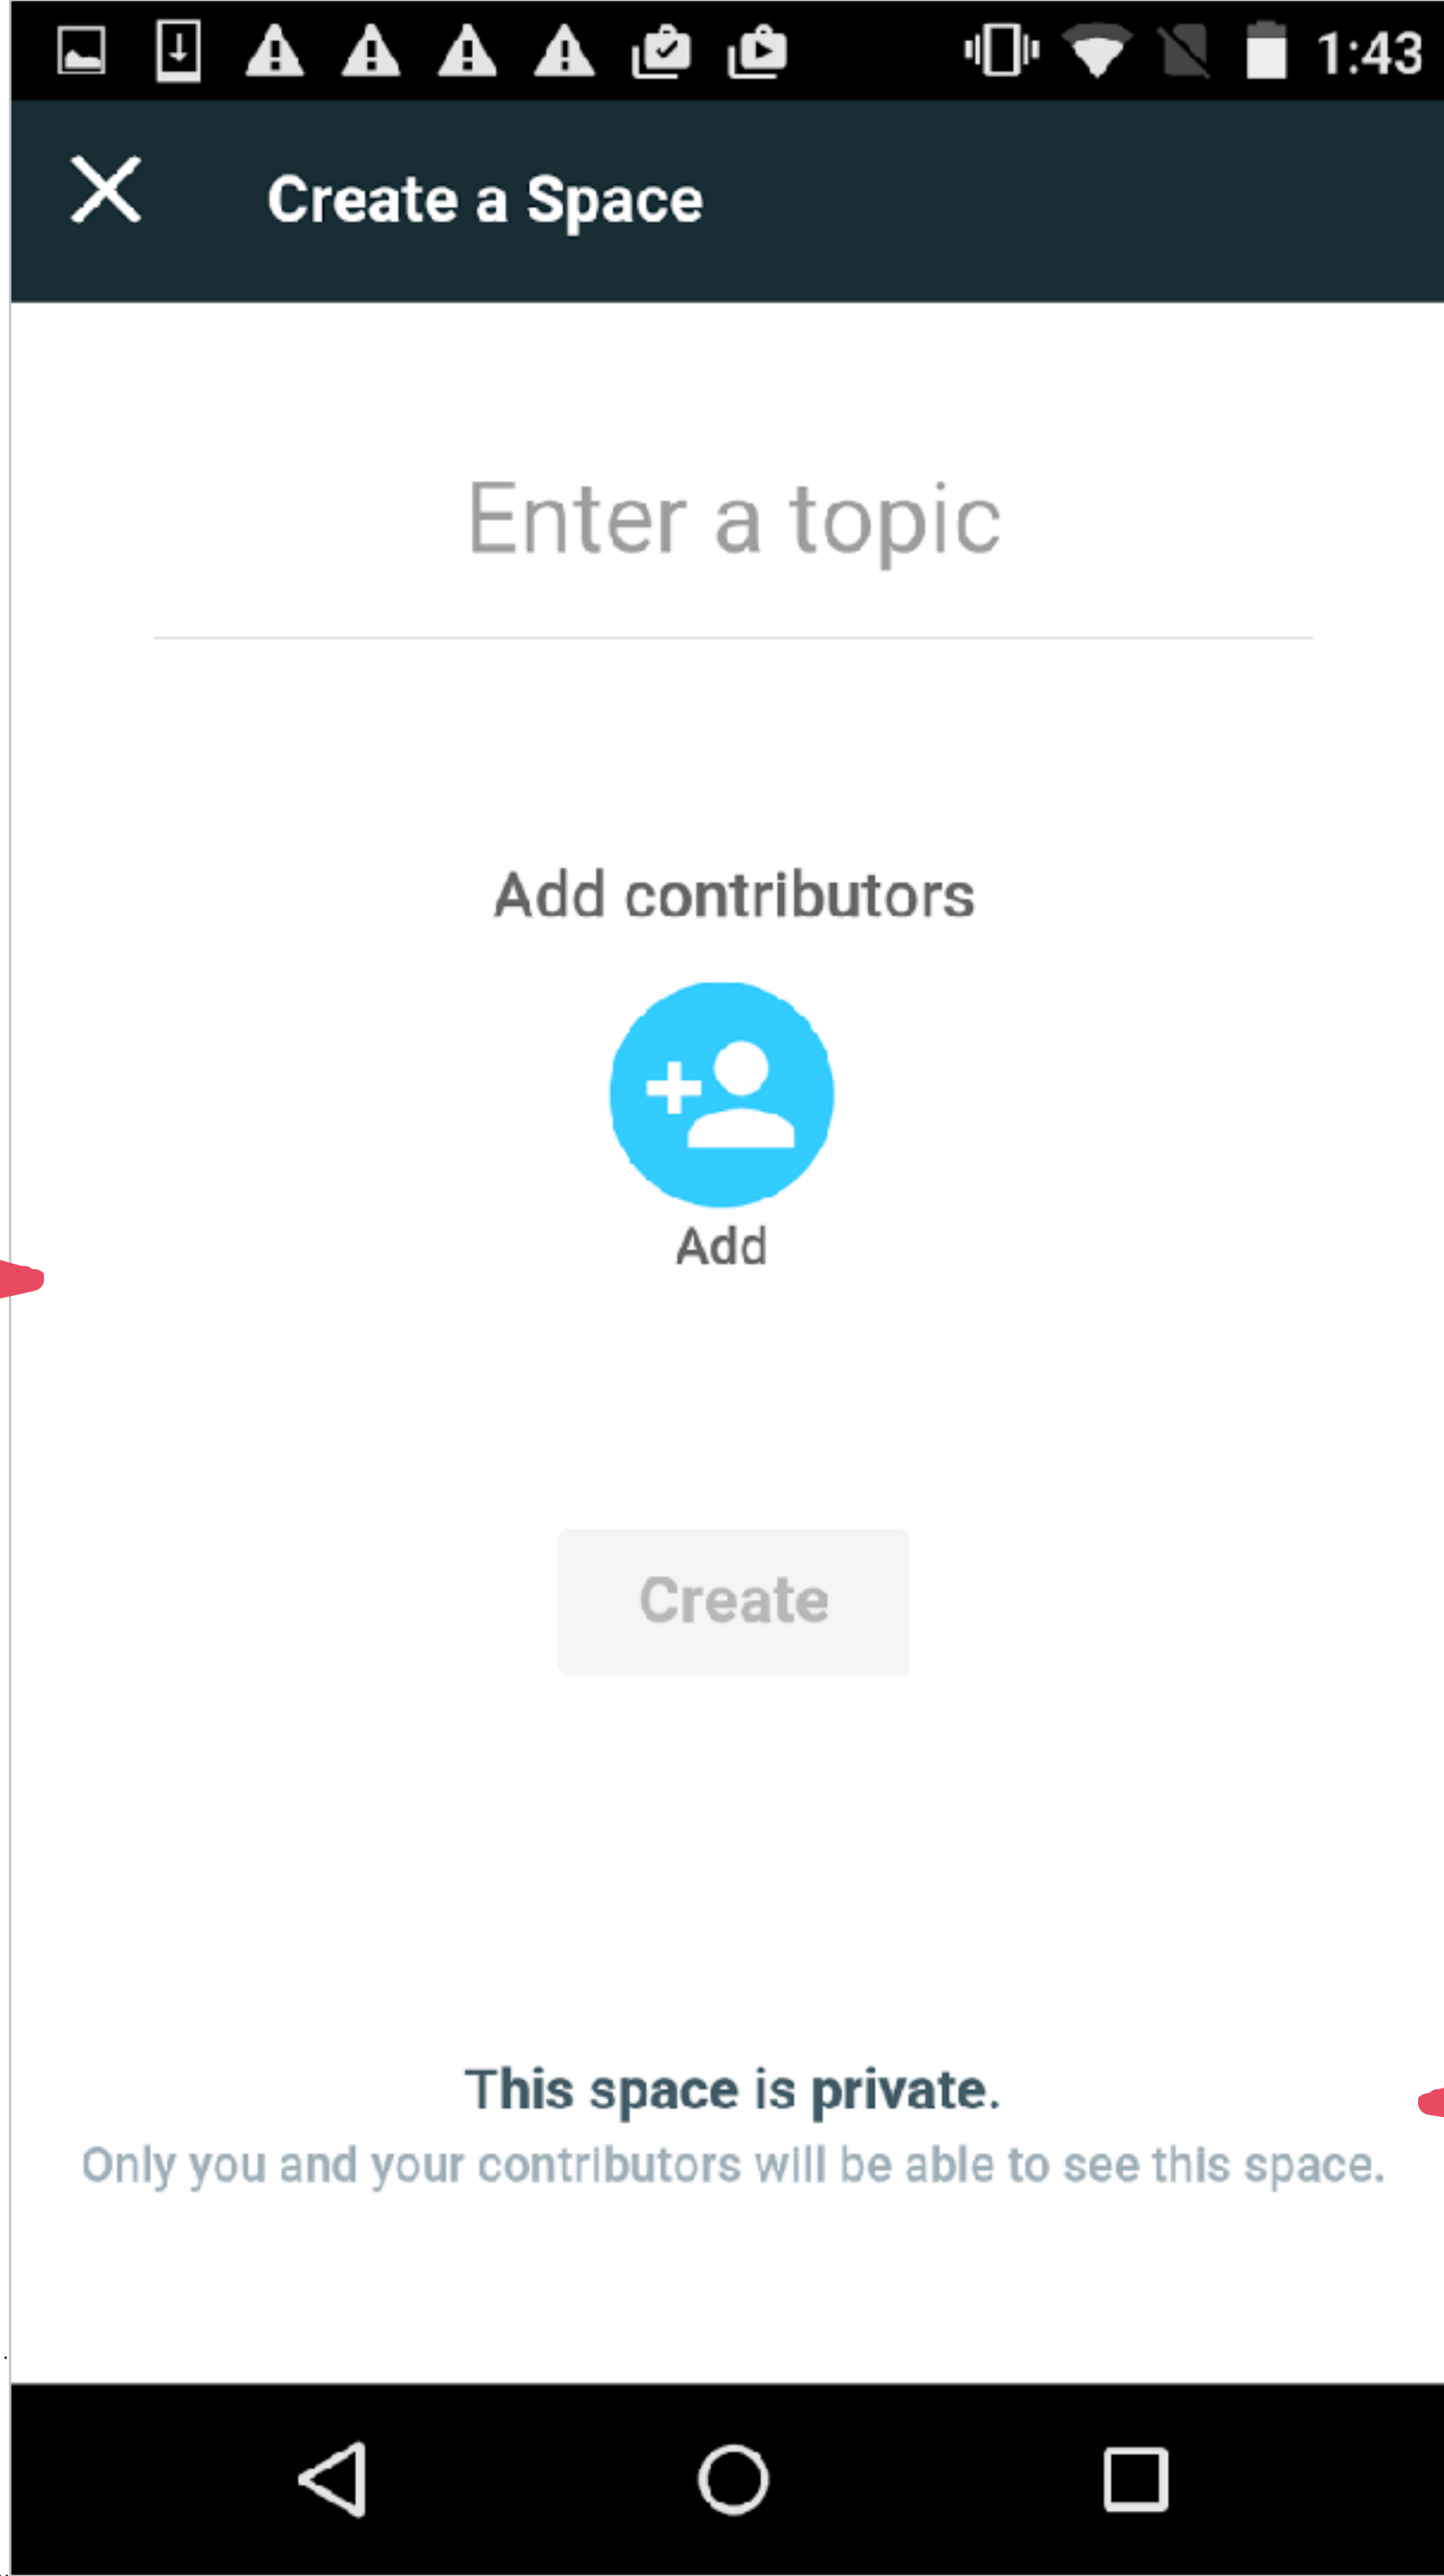 1:43
Create a Space
Enter a topic
Add contributors
Add
Create
This space is private.
Only you and your contributors will be able to see this space.